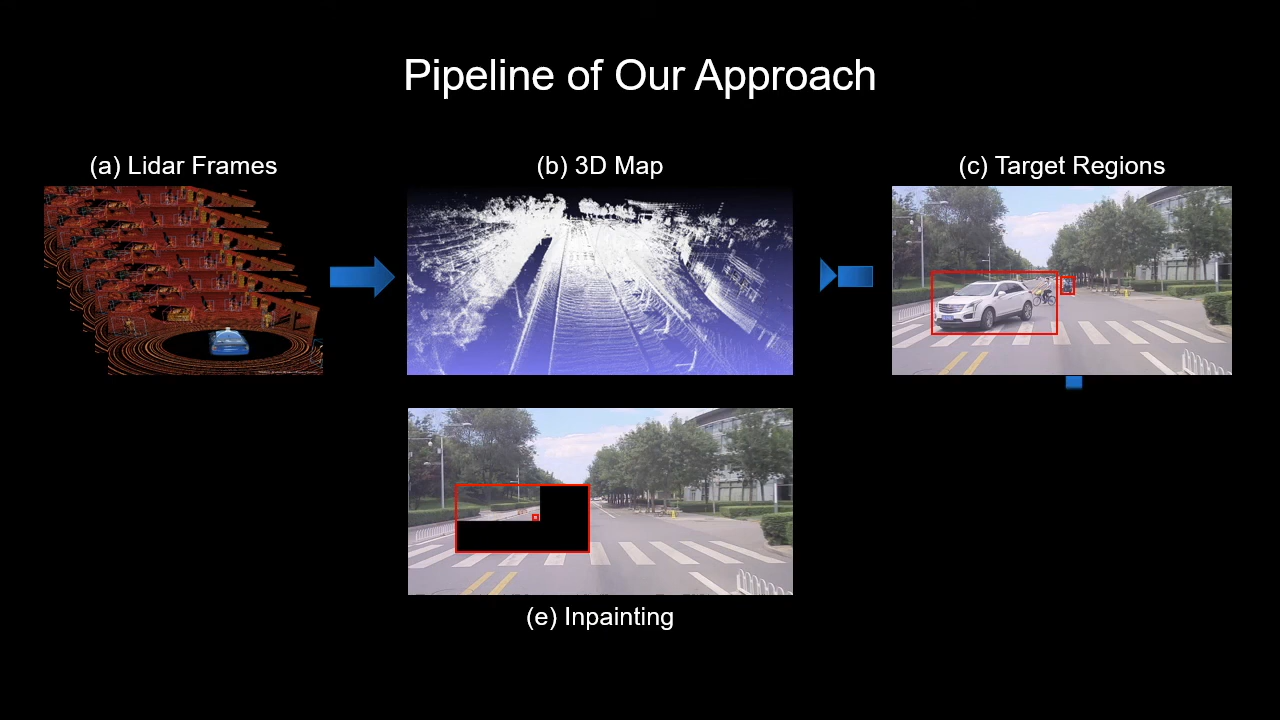 Pipeline of Our Approach
(a) Lidar Frames
(b) 3D Map
(c) Target Regions
(e) Inpainting